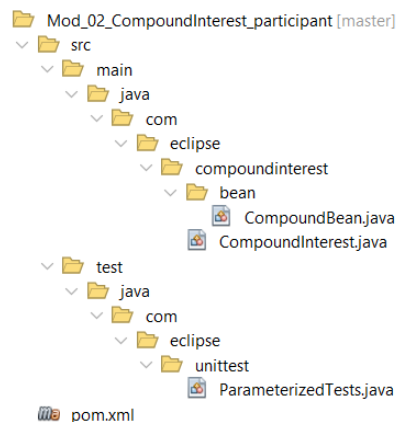 Mod_02_CompoundInterest_participant [master]
src
main
java
com
eclipse
compoundinterest
bean
CompoundBean.java
CompoundInterest.java
test
java
com
eclipse
unittest
ParameterizedTests.java
ma pom.xml